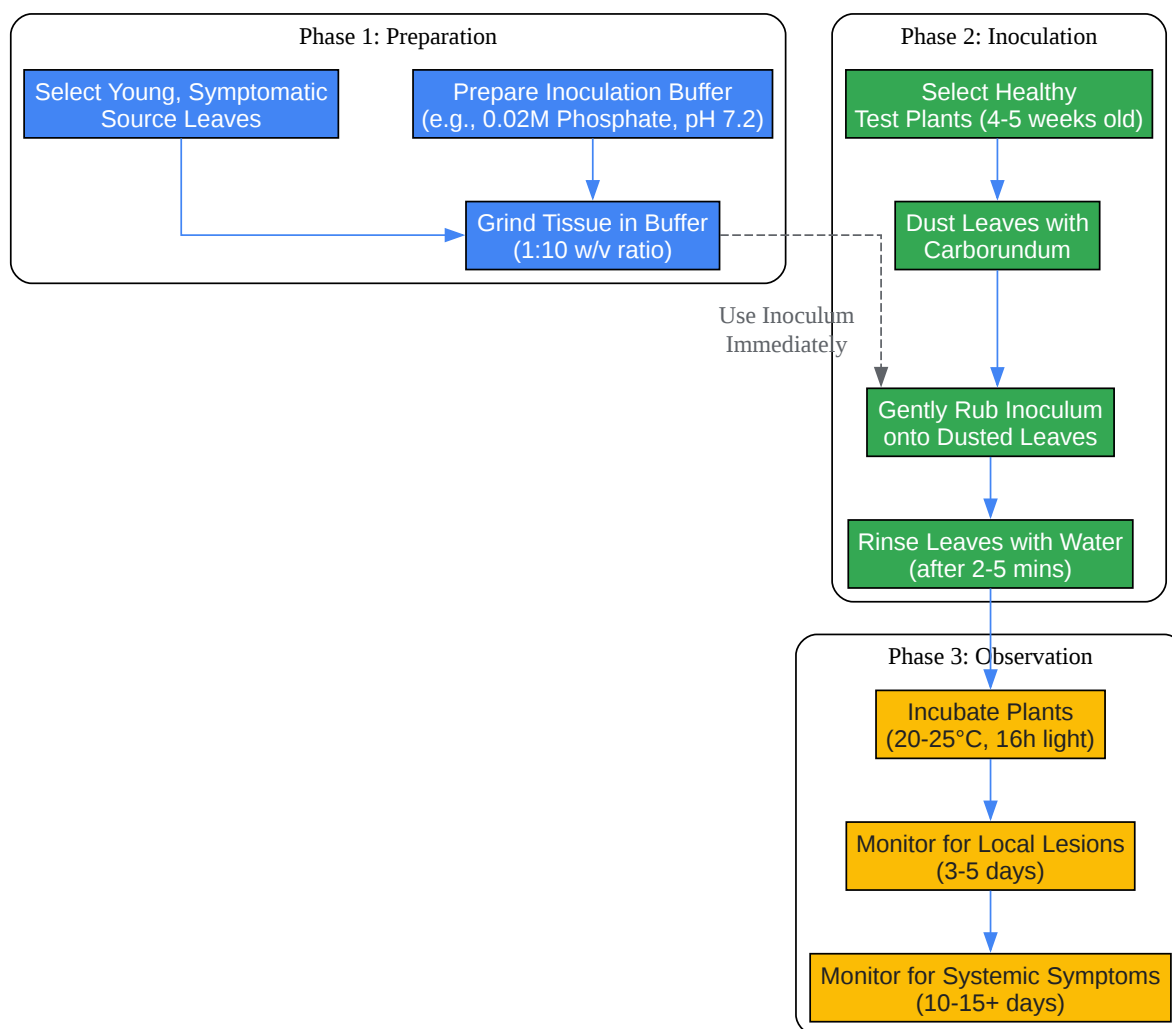 Phase 1: Preparation
Select Young, Symptomatic
Source Leaves
Prepare Inoculation Buffer
(e.g., 0.02M Phosphate, pH 7.2)
Grind Tissue in Buffer
(1:10 w/v ratio)
Use Inoculum
Immediately
Phase 2: Inoculation
Select Healthy
Test Plants (4-5 weeks old)
Dust Leaves with
Carborundum
Gently Rub Inoculum
onto Dusted Leaves
Rinse Leaves with Water
(after 2-5 mins)
Phase 3: Observation
Incubate Plants
(20-25°C, 16h light)
Monitor for Local Lesions
(3-5 days)
Monitor for Systemic Symptoms
(10-15+ days)